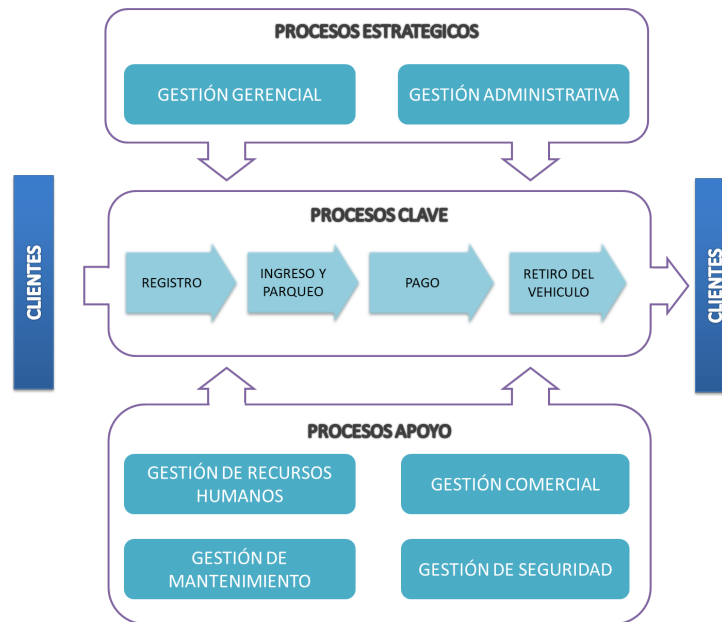 PROCESOS ESTRATEGICOS
GESTIÓN GERENCIAL
GESTIÓN ADMINISTRATIVA
CLIENTES
PROCESOS CLAVE
REGISTRO
INGRESO Y
PARQUEO
PAGO
RETIRO DEL
VEHICULO
CLIENTES
PROCESOS APOYO
GESTIÓN DE RECURSOS
HUMANOS
GESTIÓN COMERCIAL
GESTIÓN DE
MANTENIMIENTO
GESTIÓN DE SEGURIDAD